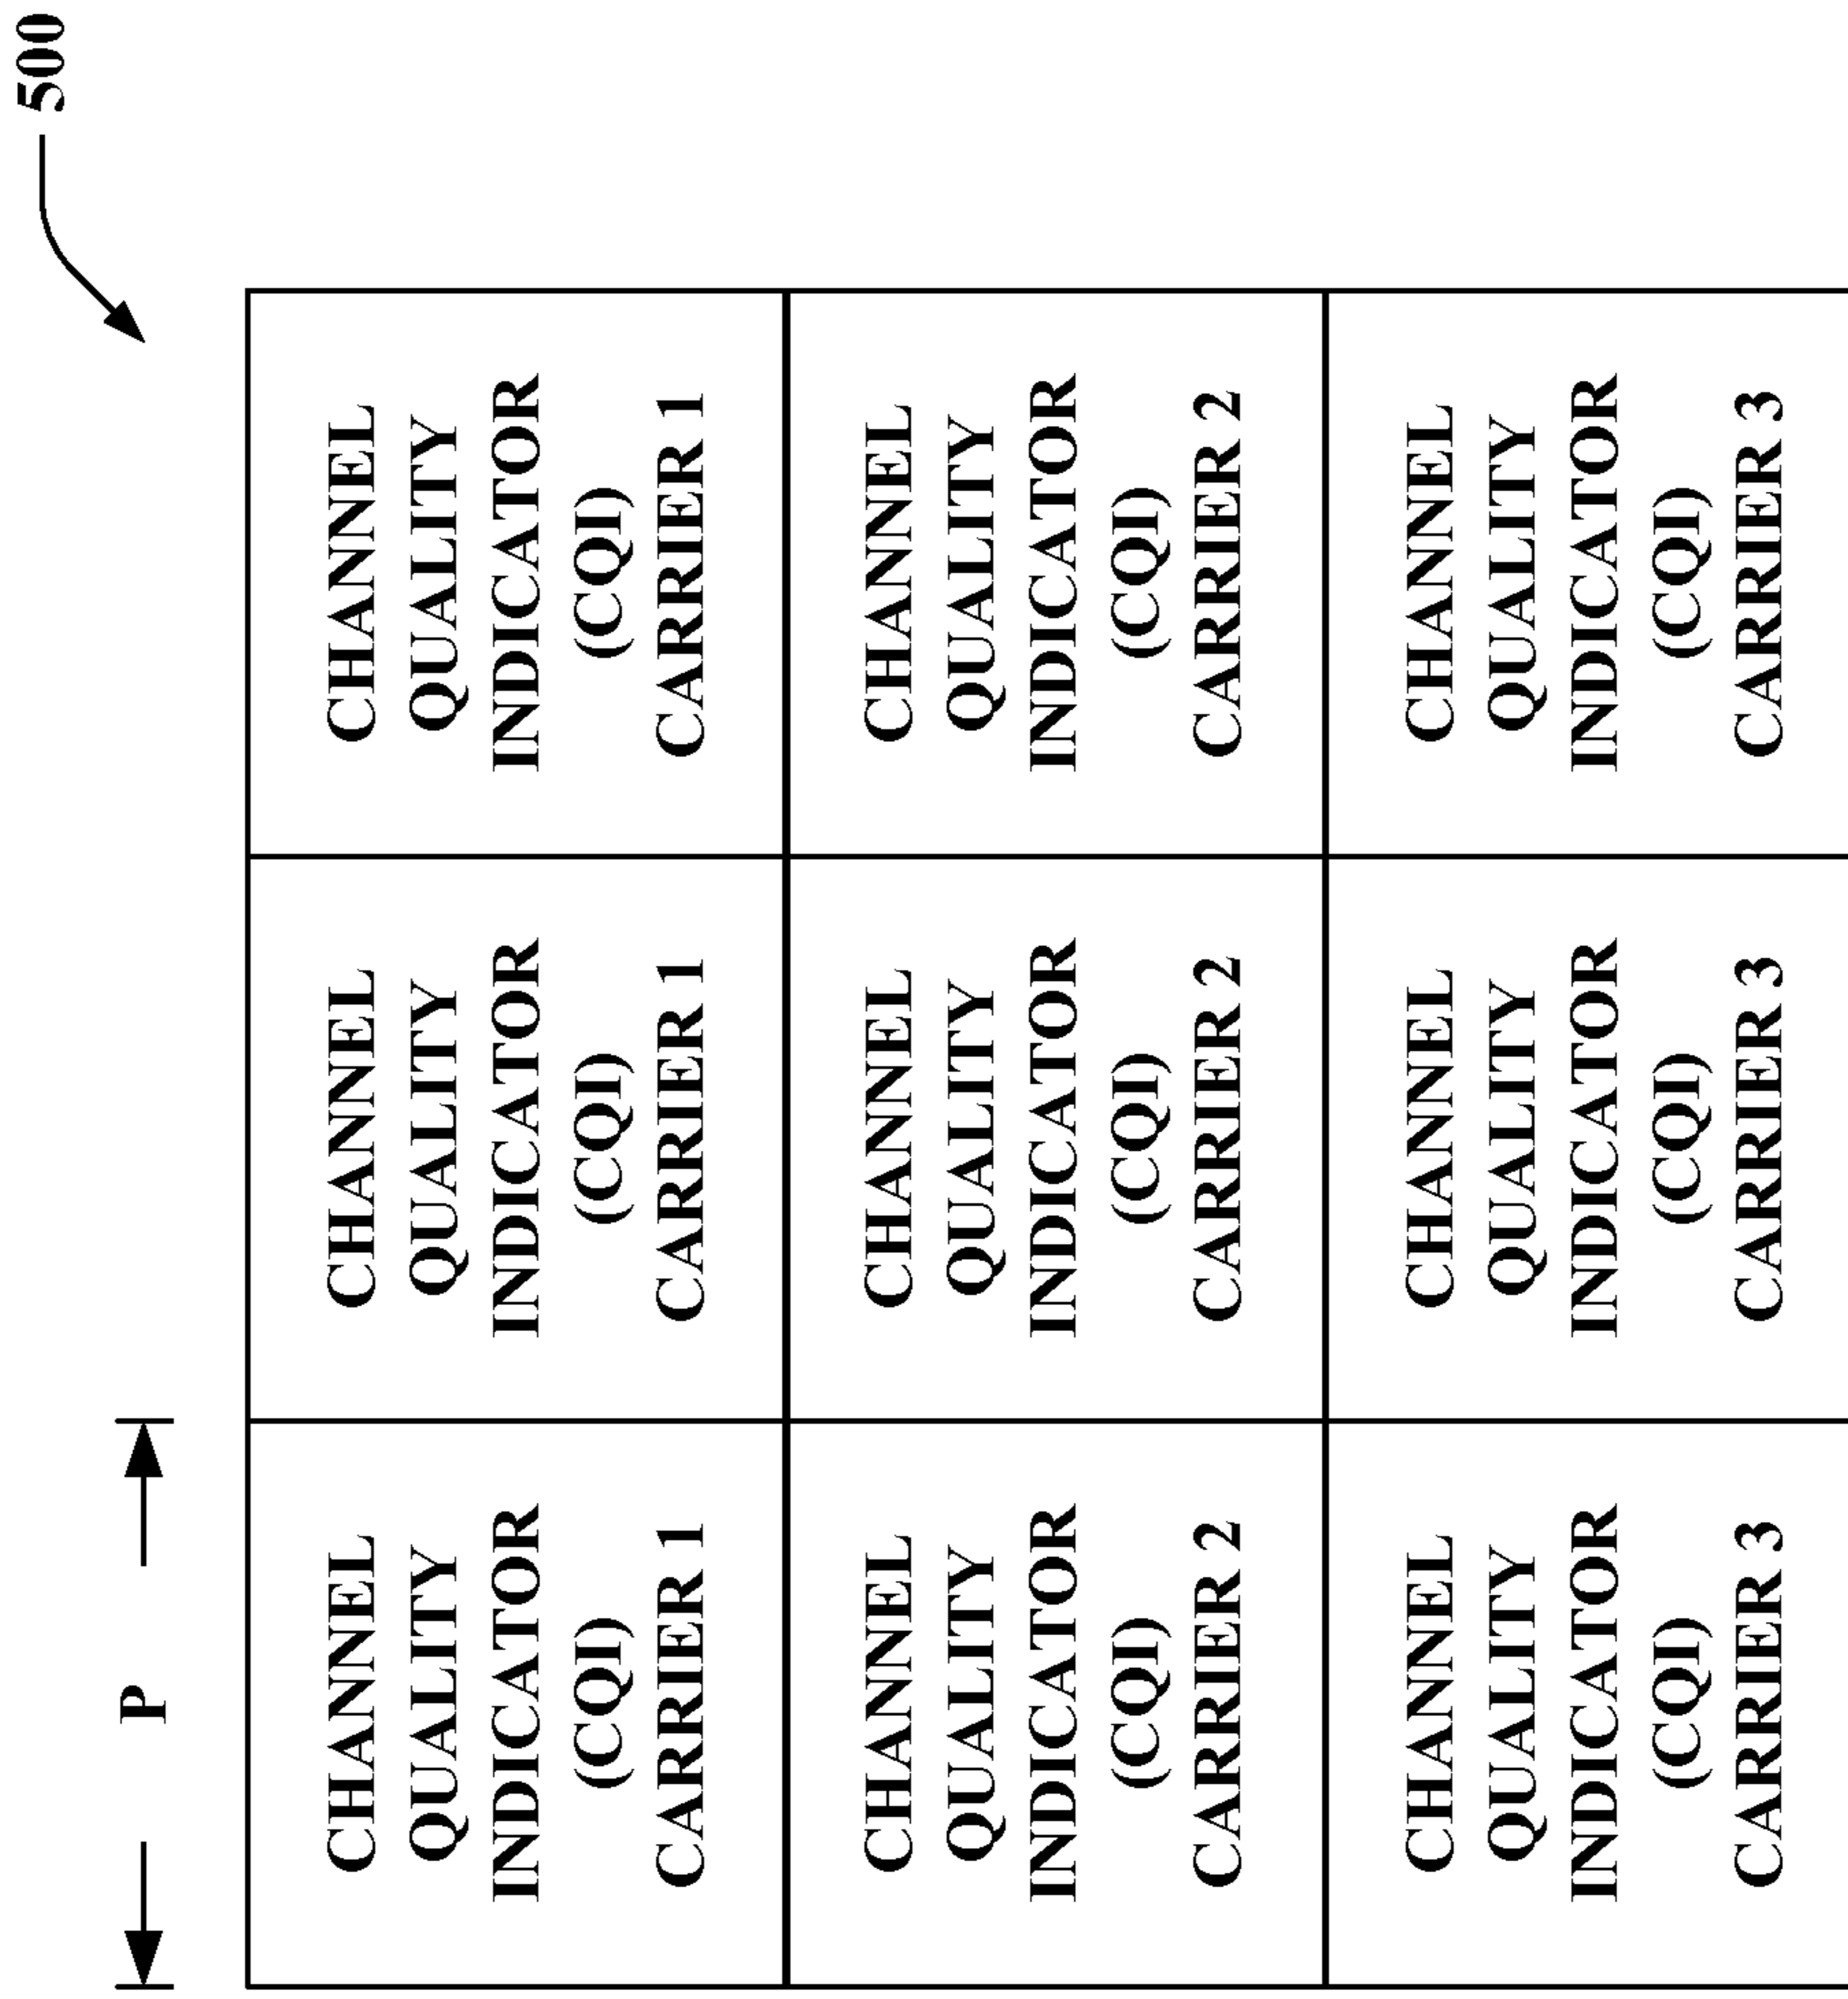 500
P
CHANNEL
QUALITY
INDICATOR
(CQI)
CARRIER 1
CHANNEL
QUALITY
INDICATOR
(CQI)
CARRIER 1
CHANNEL
QUALITY
INDICATOR
(CQI)
CARRIER 1
CHANNEL
QUALITY
INDICATOR
(CQI)
CARRIER 2
CHANNEL
QUALITY
INDICATOR
(CQI)
CARRIER 2
CHANNEL
QUALITY
INDICATOR
(CQI)
CARRIER 2
CHANNEL
QUALITY
INDICATOR
(CQI)
CARRIER 3
CHANNEL
QUALITY
INDICATOR
(CQI)
CARRIER 3
CHANNEL
QUALITY
INDICATOR
(CQI)
CARRIER 3